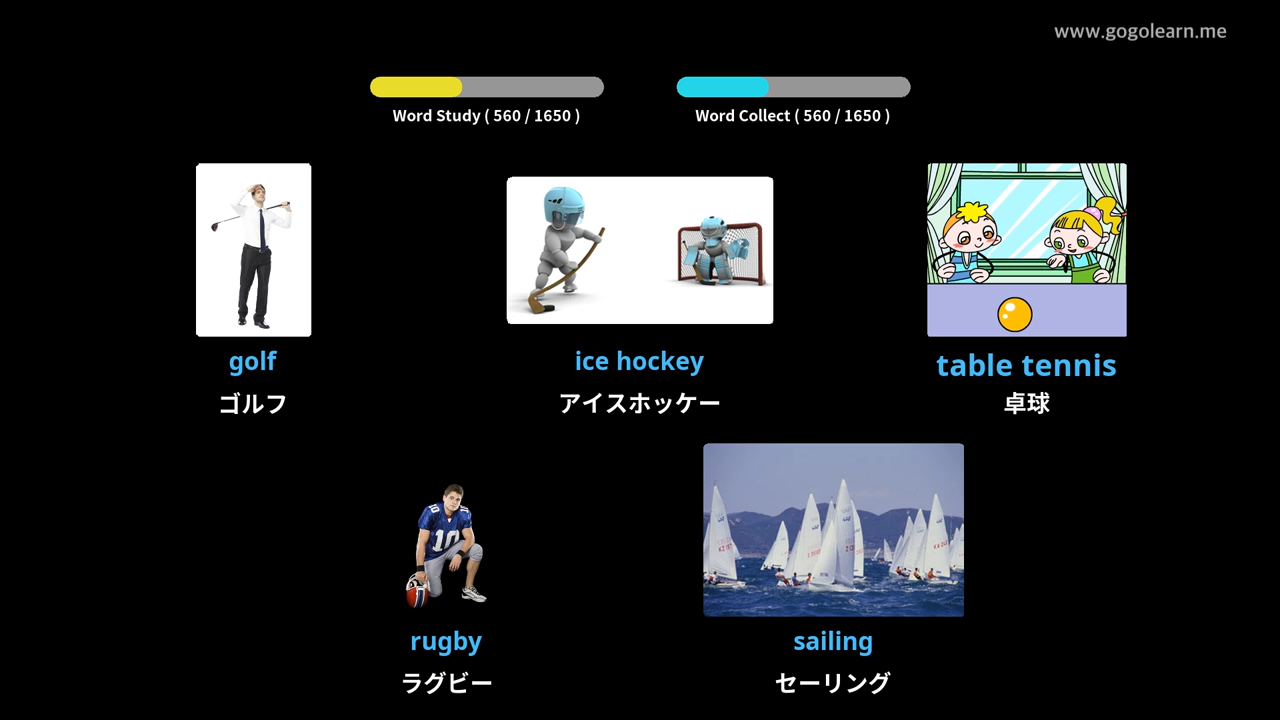 www.gogolearn.me
Word Study ( 560 / 1650 )
Word Collect ( 560 / 1650 )
golf
ゴルフ
ice hockey
アイスホッケー
table tennis
卓球
10
rugby
ラグビー
sailing
セーリング